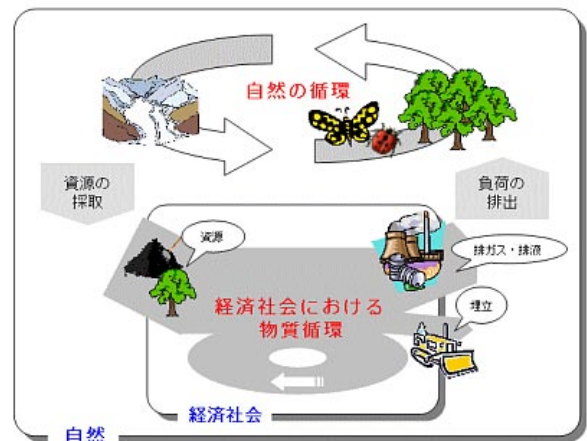 自然の循環
資源の
採取
負荷の
排出
資源
排ガス・排液
経済社会における
物質循環
埋立
経済社会
自然